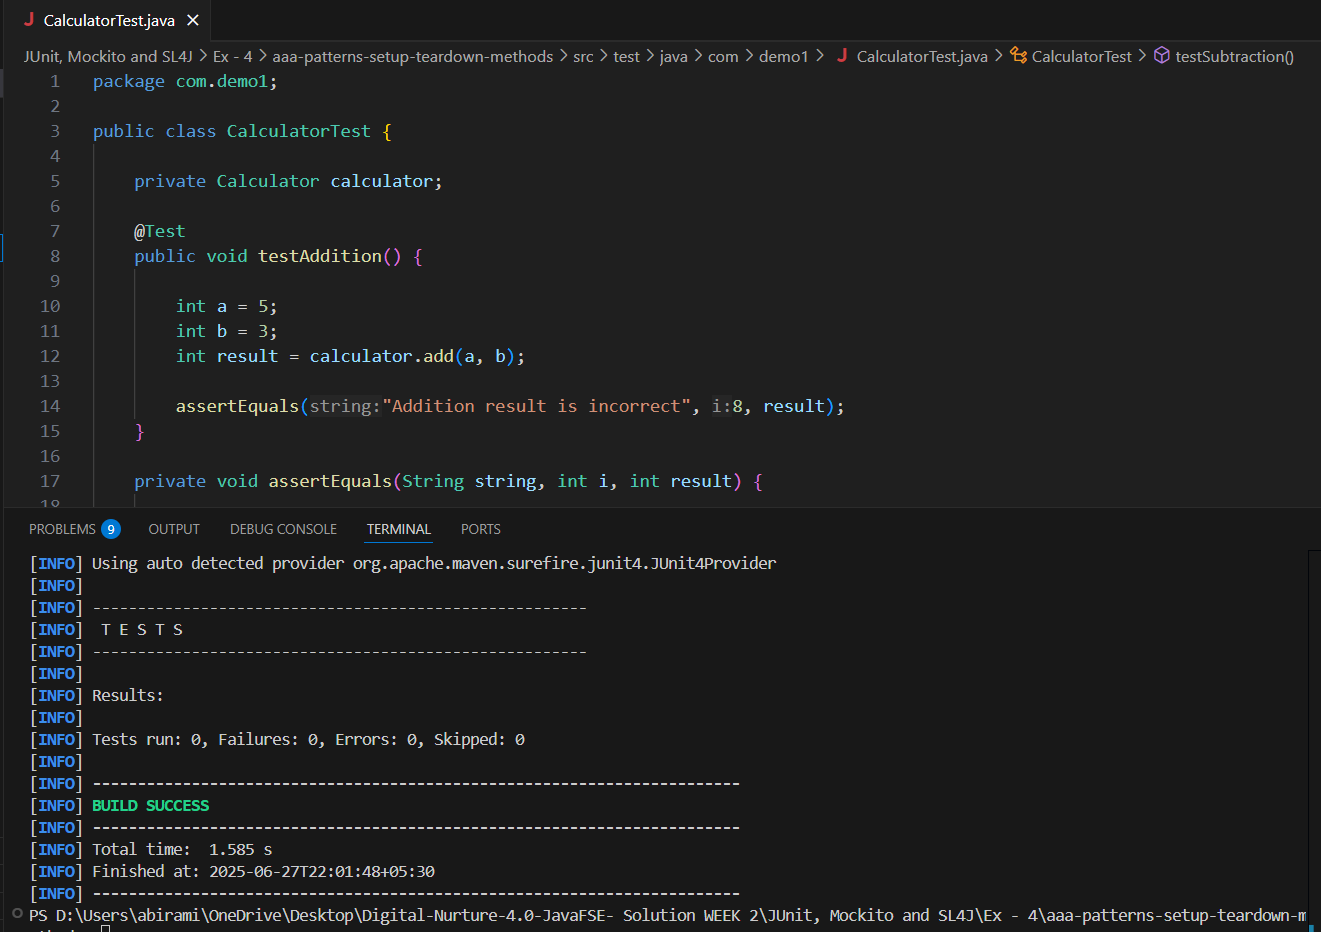 J CalculatorTest.java ×
JUnit, Mockito and SL4J > Ex - 4 > aaa-patterns-setup-teardown-methods > src > test > java > com > demo1 > J CalculatorTest.java > CalculatorTest > testSubtraction()
1 package com.demo1;
2
3 public class CalculatorTest {
4
5 private Calculator calculator;
6
7 @Test
8 public void testAddition() {
9
10 int a = 5;
11 int b = 3;
12 int result = calculator.add(a, b);
13
14 assertEquals(string:"Addition result is incorrect", i:8, result);
15 }
16
17 private void assertEquals(String string, int i, int result) {
18
PROBLEMS 9 OUTPUT DEBUG CONSOLE TERMINAL PORTS
[INFO] Using auto detected provider org.apache.maven.surefire.junit4.JUnit4Provider
[INFO]
[INFO] -------------------------------------------------------
[INFO]  T E S T S
[INFO] -------------------------------------------------------
[INFO]
[INFO] Results:
[INFO]
[INFO] Tests run: 0, Failures: 0, Errors: 0, Skipped: 0
[INFO]
[INFO] ------------------------------------------------------------------------
[INFO] BUILD SUCCESS
[INFO] ------------------------------------------------------------------------
[INFO] Total time:  1.585 s
[INFO] Finished at: 2025-06-27T22:01:48+05:30
[INFO] ------------------------------------------------------------------------
PS D:\Users\abirami\OneDrive\Desktop\Digital-Nurture-4.0-JavaFSE- Solution WEEK 2\JUnit, Mockito and SL4J\Ex - 4\aaa-patterns-setup-teardown-m